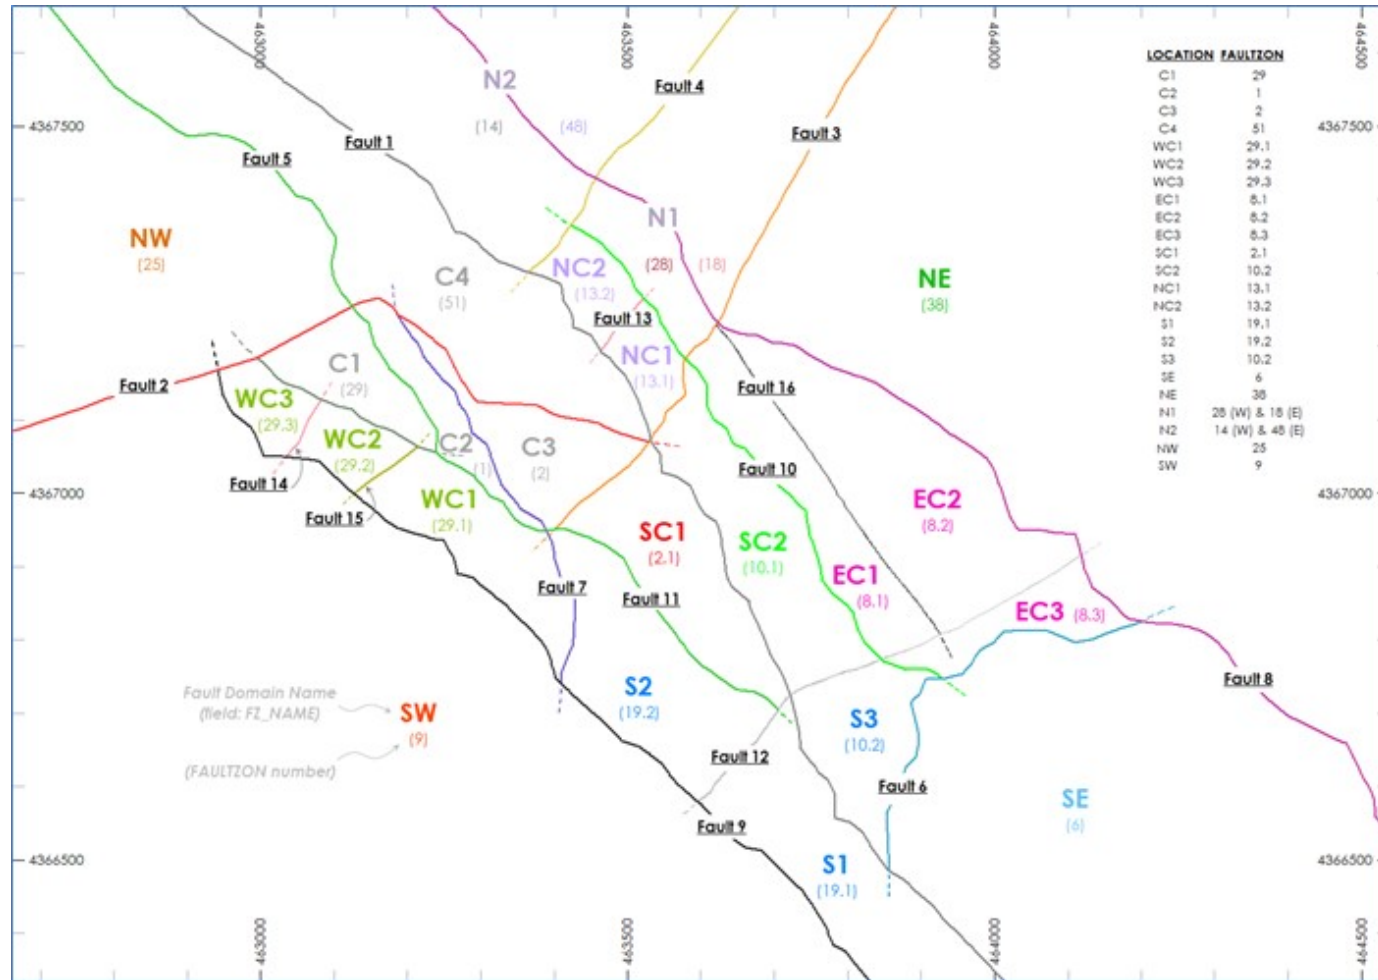 463000
463500
464000
464500
LOCATION FAULTZON
C1 29
C2 1
C3 2
C4 51
WC1 29.1
WC2 29.2
WC3 29.3
EC1 8.1
EC2 8.2
EC3 8.3
SC1 2.1
SC2 10.2
NC1 13.1
NC2 13.2
S1 19.1
S2 19.2
S3 10.2
SE 6
NE 38
N1 28 (W) & 18 (E)
N2 14 (W) & 48 (E)
NW 25
SW 9
N2
(14)
(48)
Fault 4
4367500
4367500
Fault 1
Fault 3
Fault 5
N1
(28)
(18)
NW
(25)
C4
(51)
NC2
(13.2)
NE
(38)
Fault 13
NC1
(13.1)
C1
(29)
Fault 2
Fault 16
WC3
(29.3)
WC2
(29.2)
C2
(1)
C3
(2)
Fault 10
Fault 14
4367000
4367000
WC1
(29.1)
EC2
(8.2)
Fault 15
SC1
(2.1)
SC2
(10.1)
EC1
(8.1)
Fault 7
Fault 11
EC3 (8.3)
Fault 8
Fault Domain Name
(field: FZ_NAME)
SW
(9)
(FAULTZON number)
S2
(19.2)
S3
(10.2)
Fault 12
Fault 6
SE
(6)
Fault 9
4366500
4366500
S1
(19.1)
463000
463500
464000
464500